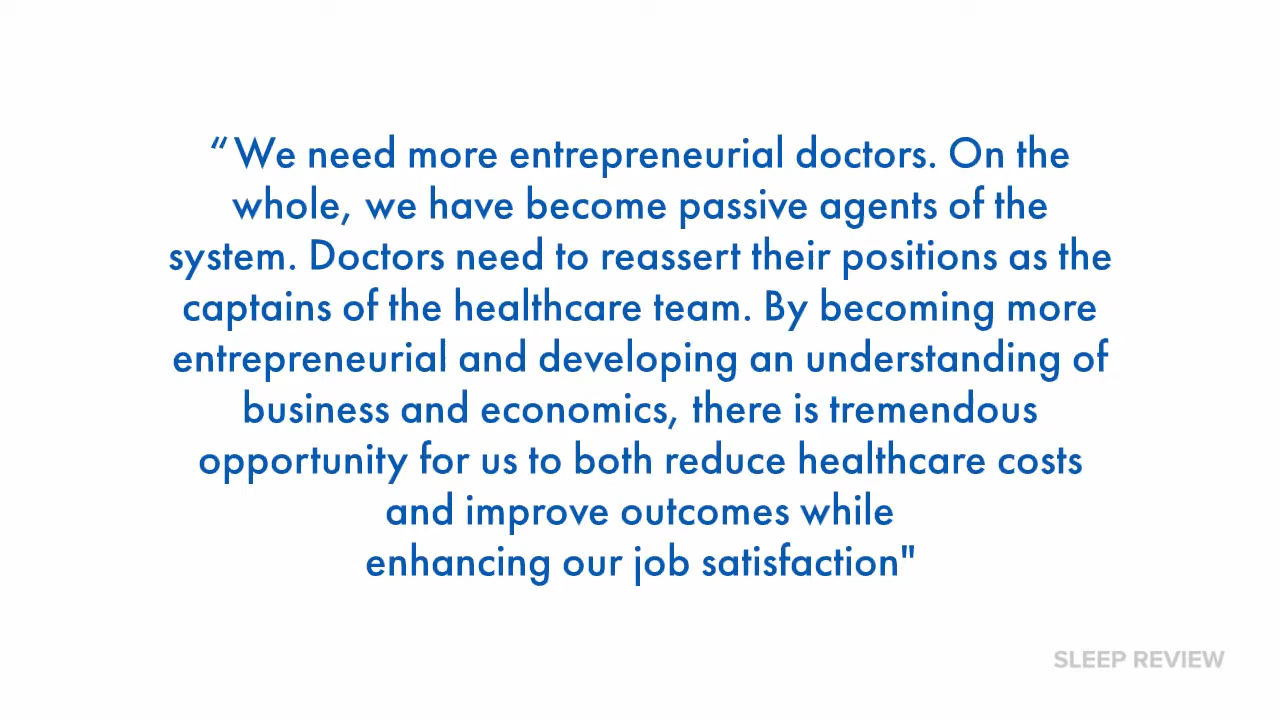 “We need more entrepreneurial doctors. On the
whole, we have become passive agents of the
system. Doctors need to reassert their positions as the
captains of the healthcare team. By becoming more
entrepreneurial and developing an understanding of
business and economics, there is tremendous
opportunity for us to both reduce healthcare costs
and improve outcomes while
enhancing our job satisfaction"
SLEEP REVIEW